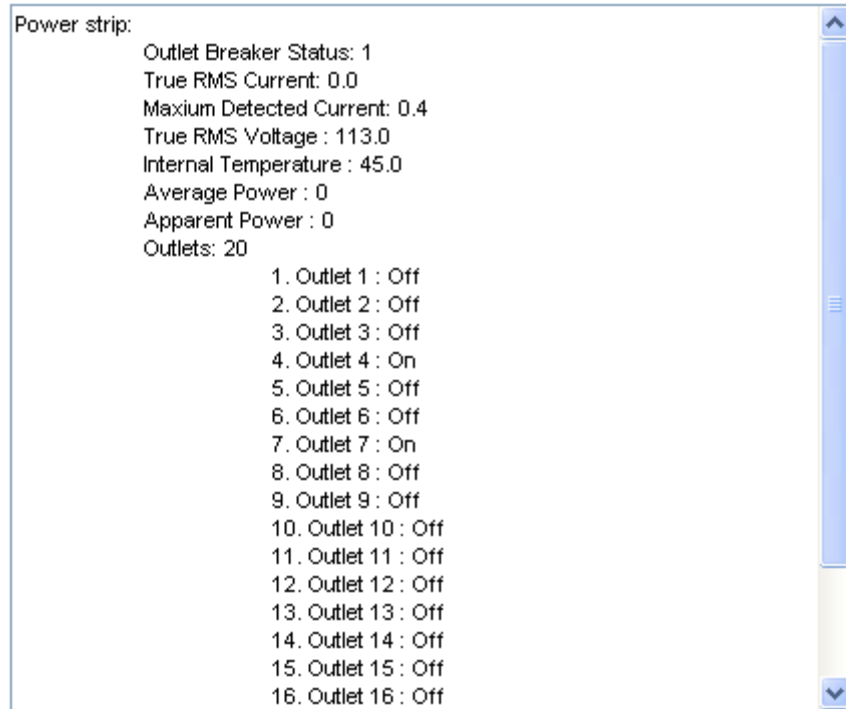 Power strip:
Outlet Breaker Status: 1
True RMS Current: 0.0
Maxium Detected Current: 0.4
True RMS Voltage : 113.0
Internal Temperature : 45.0
Average Power : 0
Apparent Power : 0
Outlets: 20
1. Outlet 1 : Off
2. Outlet 2 : Off
3. Outlet 3 : Off
4. Outlet 4 : On
5. Outlet 5 : Off
6. Outlet 6 : Off
7. Outlet 7 : On
8. Outlet 8 : Off
9. Outlet 9 : Off
10. Outlet 10 : Off
11. Outlet 11 : Off
12. Outlet 12 : Off
13. Outlet 13 : Off
14. Outlet 14 : Off
15. Outlet 15 : Off
16. Outlet 16 : Off